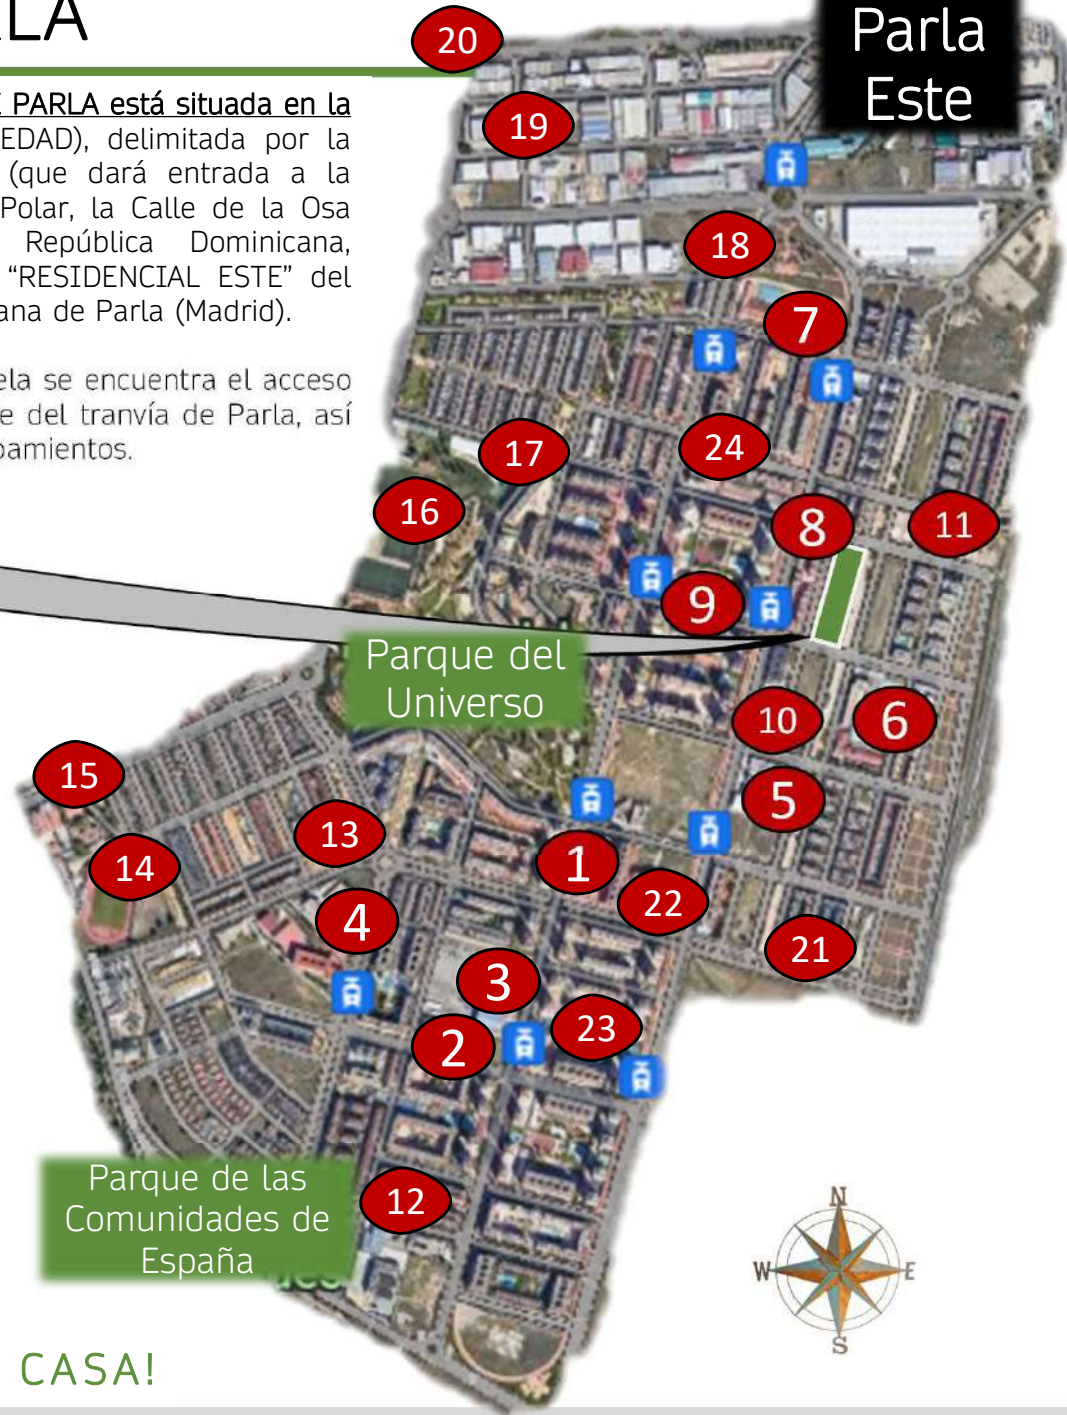 RLA
Parla
Este
E PARLA está situada en la
EDAD), delimitada por la
(que dará entrada a la
Polar, la Calle de la Osa
República Dominicana,
“RESIDENCIAL ESTE” del
ana de Parla (Madrid).
ela se encuentra el acceso
e del tranvía de Parla, así
pamientos.
20
19
18
7
24
17
16
8
11
9
Parque del
Universo
10
6
15
5
13
14
1
22
4
21
3
23
2
Parque de las
Comunidades de
España
12
N
W
E
S
CASA!